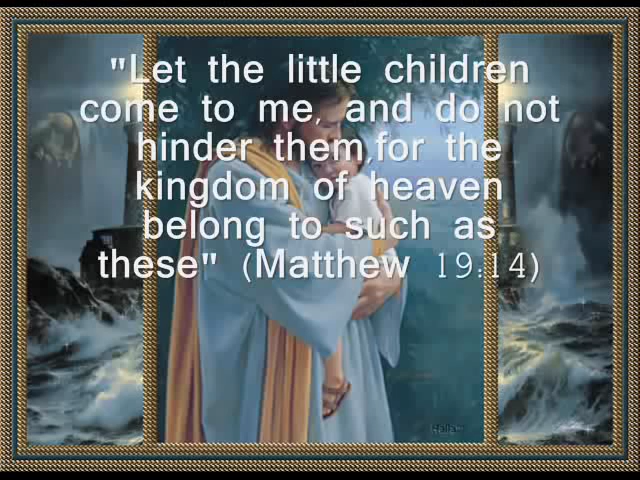 "Let the little children
come to me, and do not
hinder them,for the
kingdom of heaven
belong to such as
these" (Matthew 19:14)